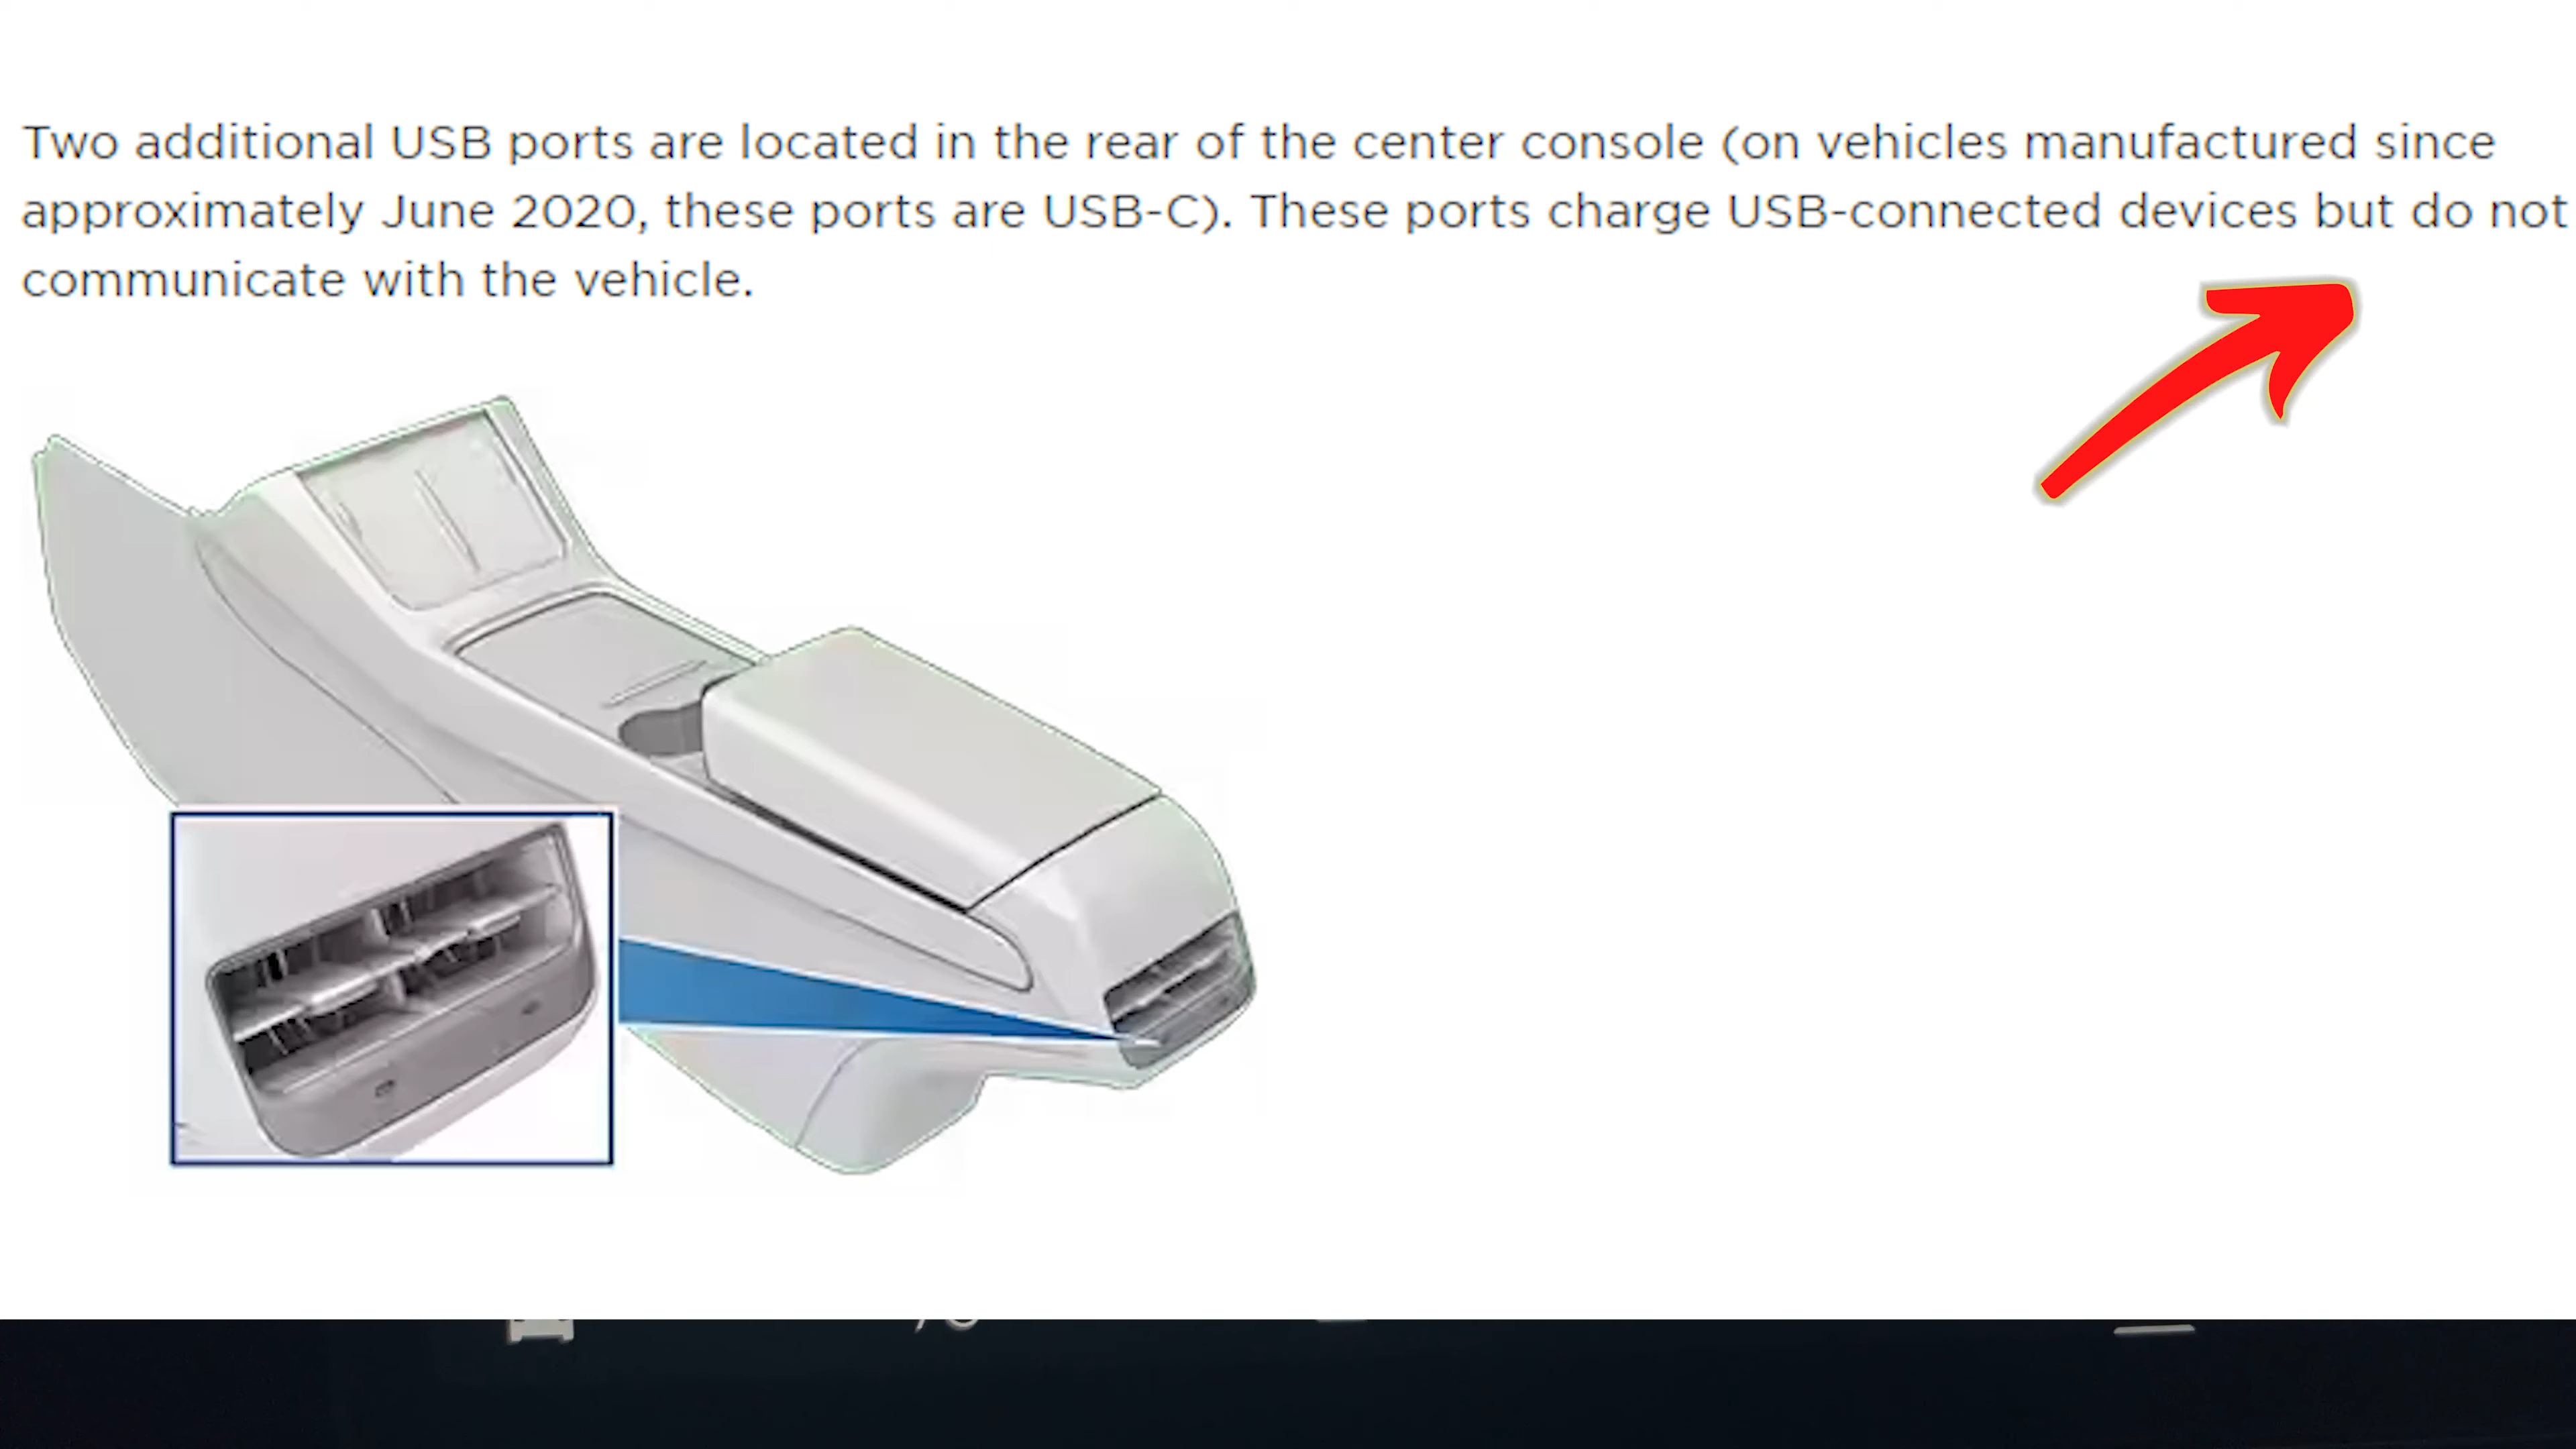 Two additional USB ports are located in the rear of the center console (on vehicles manufactured since
approximately June 2020, these ports are USB-C). These ports charge USB-connected devices but do not
communicate with the vehicle.